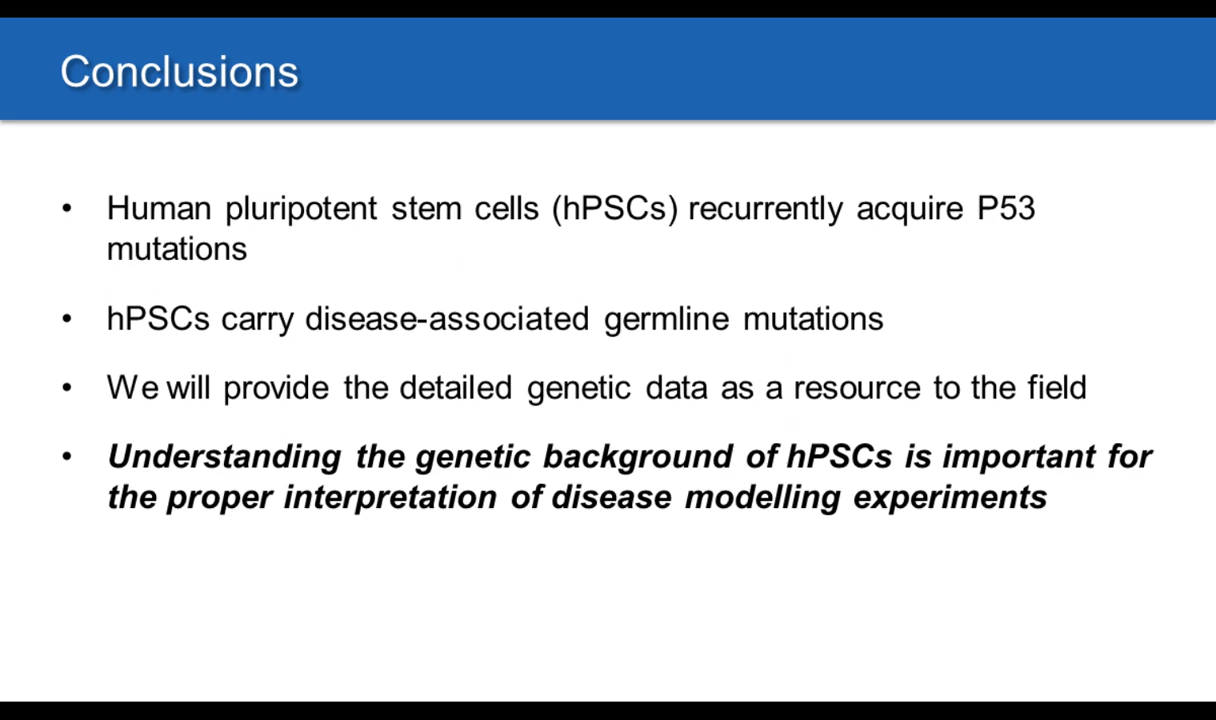 Conclusions
• Human pluripotent stem cells (hPSCs) recurrently acquire P53
mutations
• hPSCs carry disease-associated germline mutations
• We will provide the detailed genetic data as a resource to the field
• Understanding the genetic background of hPSCs is important for
the proper interpretation of disease modelling experiments